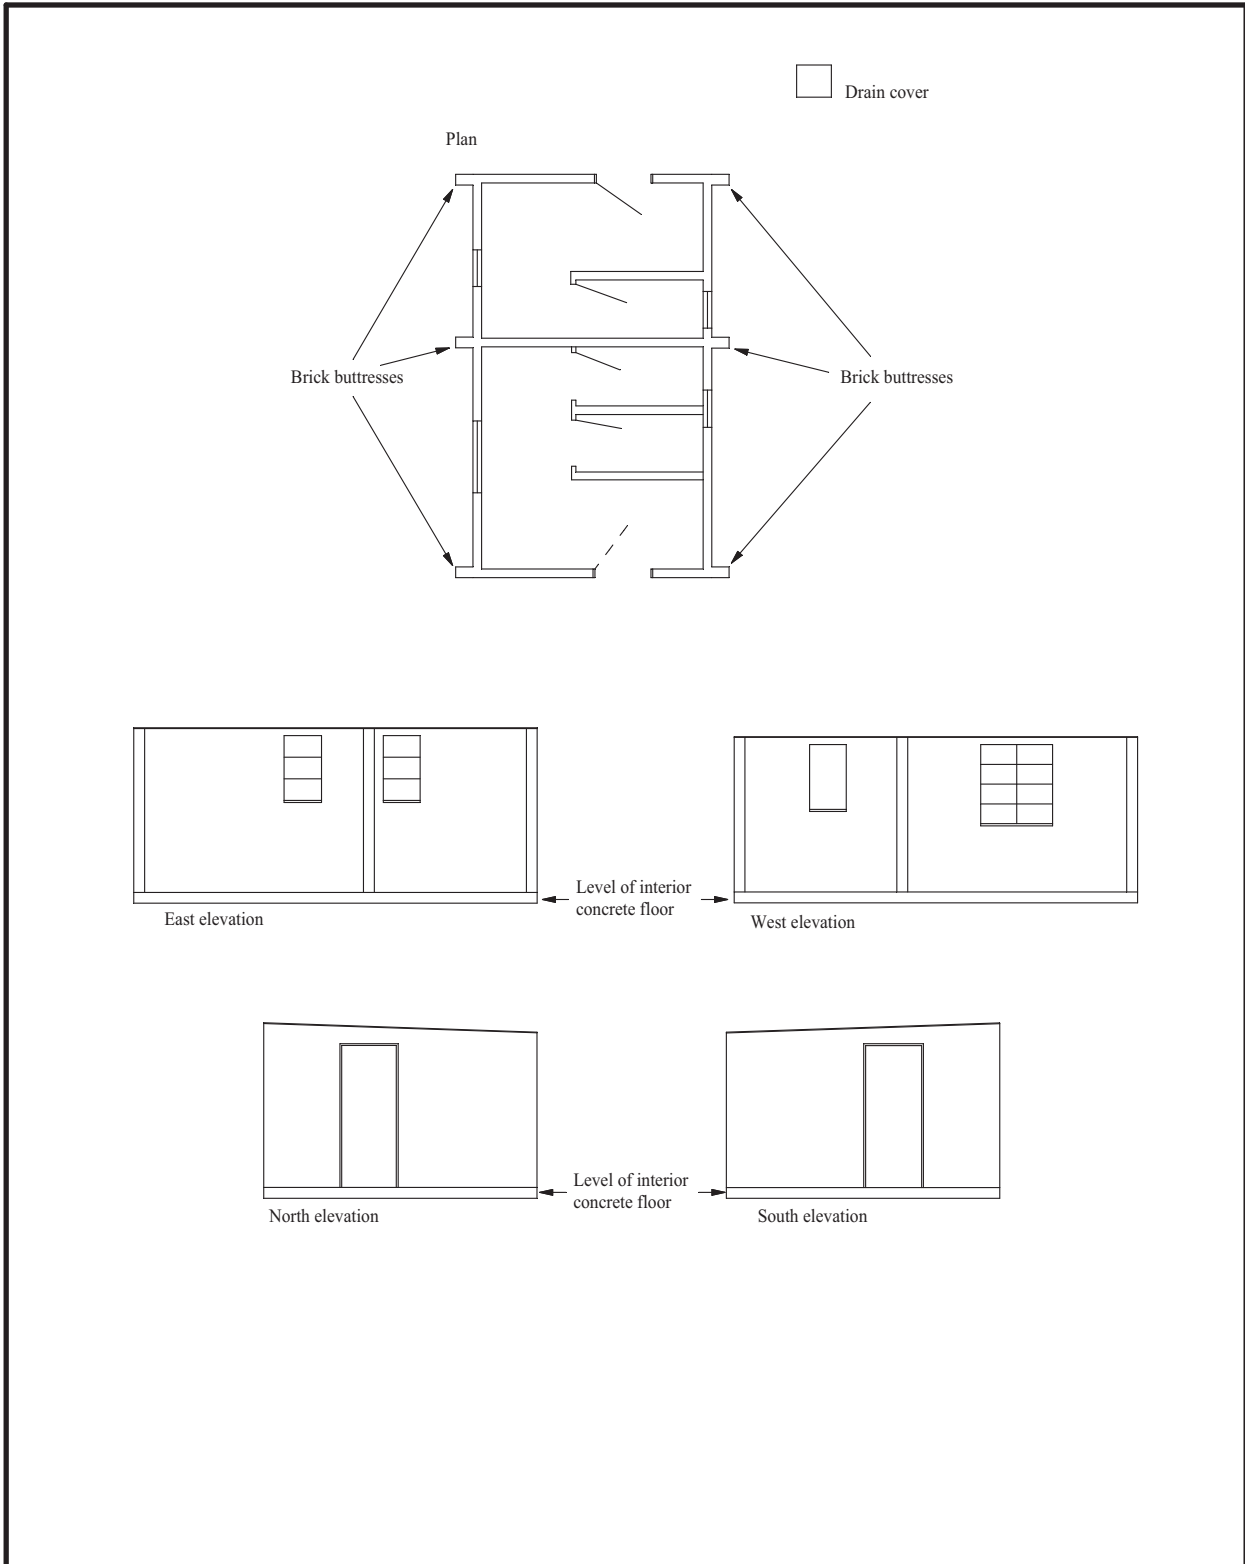 Drain cover
Plan
Brick buttresses
Brick buttresses
Level of interior
concrete floor
East elevation
West elevation
Level of interior
concrete floor
North elevation
South elevation